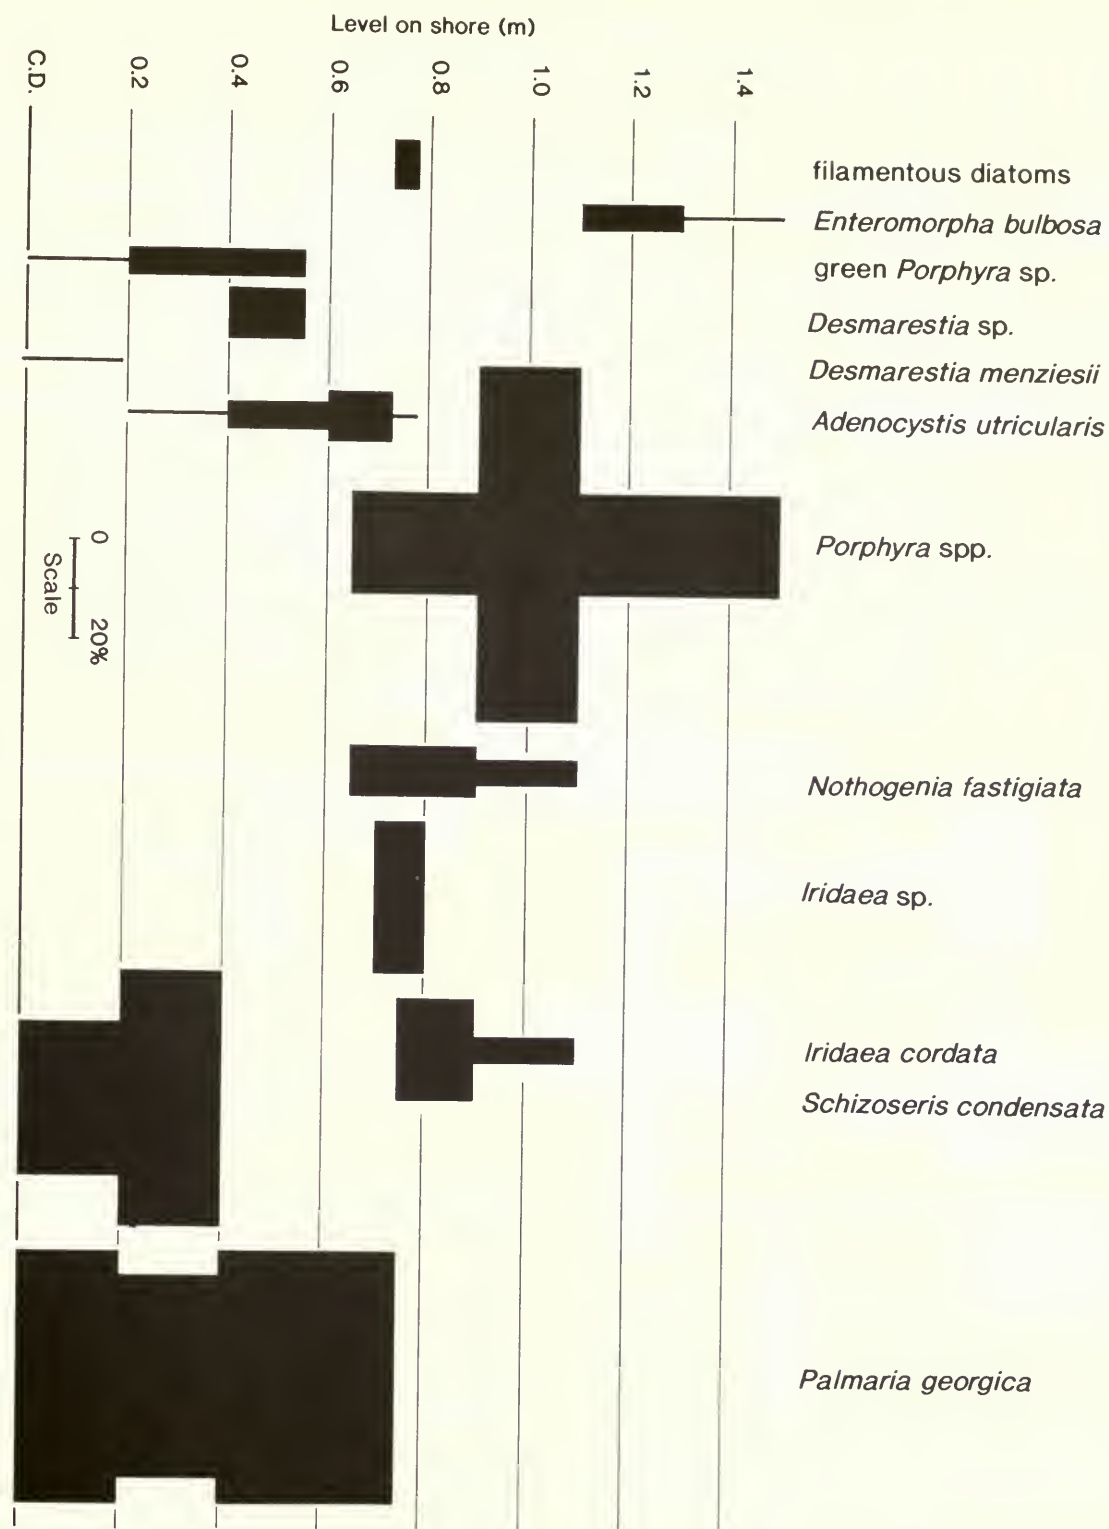 Level on shore (m)
C.D.
0.2
0.4
0.6
0.8
1.0
1.2
1.4
filamentous diatoms
Enteromorpha bulbosa
green Porphyra sp.
Desmarestia sp.
Desmarestia menziesii
Adenocystis utricularis
Porphyra spp.
0
20%
Scale
Nothogenia fastigiata
Iridaea sp.
Iridaea cordata
Schizoseris condensata
Palmaria georgica